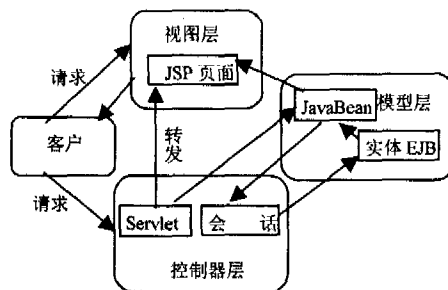 视图层
请求
JSP 页面
JavaBean
模型层
客户
转发
实体 EJB
请求
Servlet
会 话
控制器层